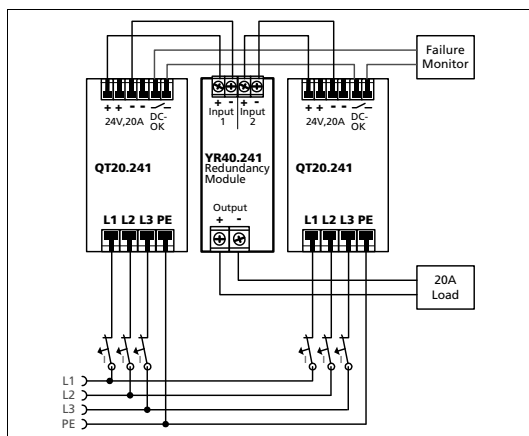 Failure
Monitor
+ + - -
24V,20A
DC-
OK
QT20.241
L1 L2 L3 PE
+ - + -
Input
1
Input
2
YR40.241
Redundancy
Module
Output
+ -
+ + - -
24V,20A
DC-
OK
QT20.241
L1 L2 L3 PE
20A
Load
I I I
I I I
L1
L2
L3
PE